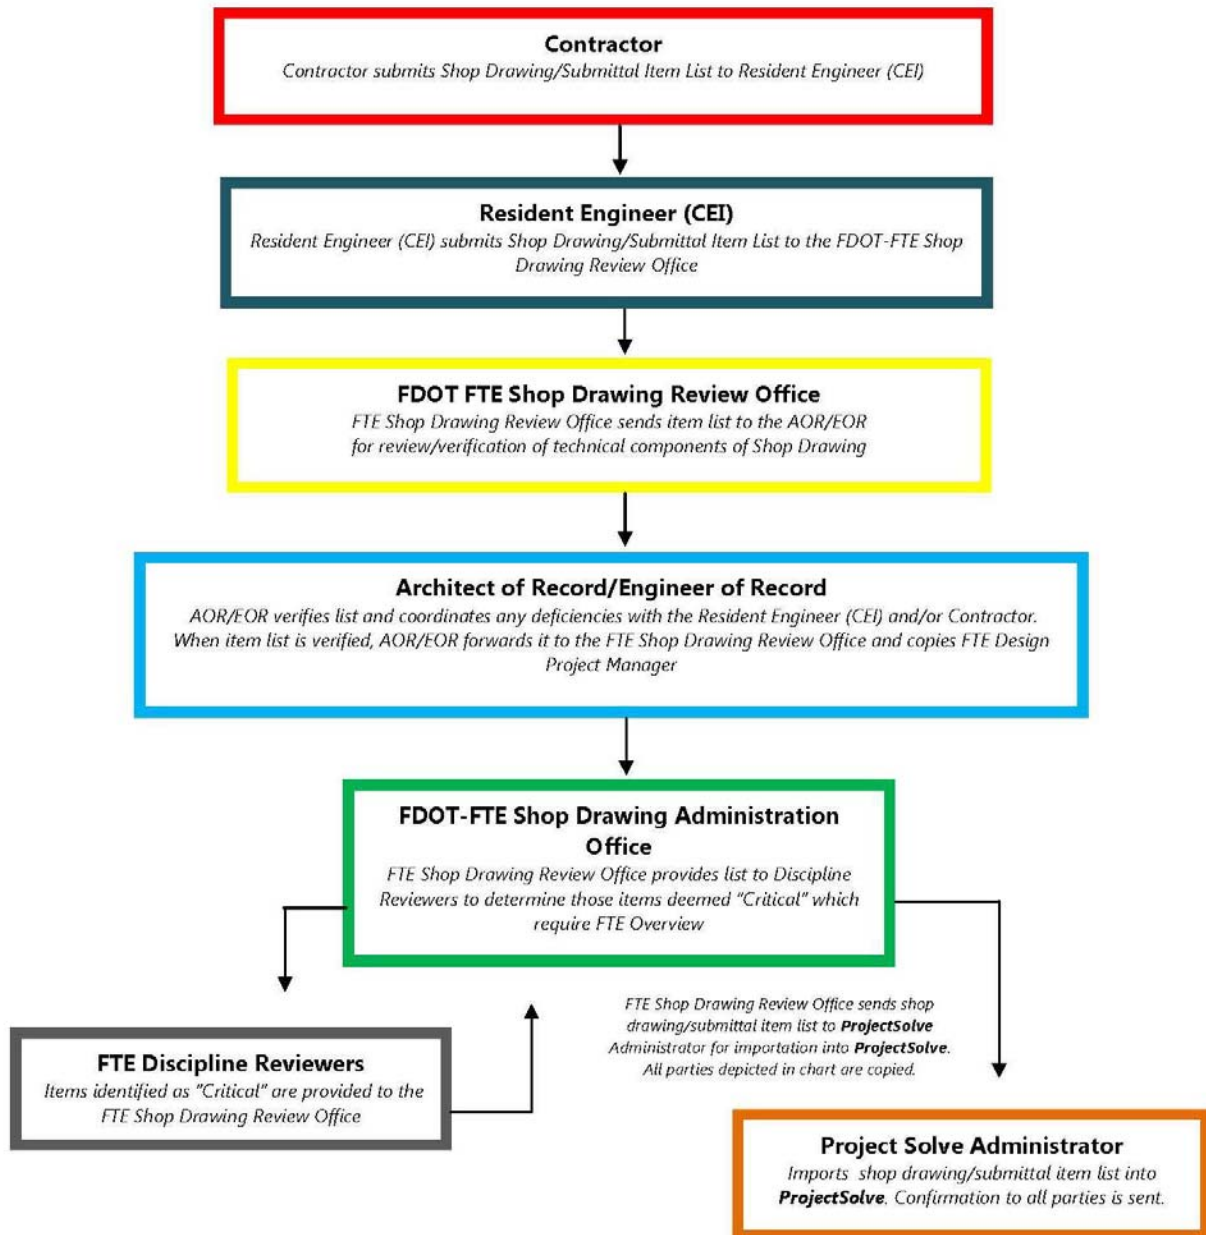 Contractor
Contractor submits Shop Drawing/Submittal Item List to Resident Engineer (CEI)
Resident Engineer (CEI)
Resident Engineer (CEI) submits Shop Drawing/Submittal Item List to the FDOT-FTE Shop
Drawing Review Office
FDOT FTE Shop Drawing Review Office
FTE Shop Drawing Review Office sends item list to the AOR/EOR
for review/verification of technical components of Shop Drawing
Architect of Record/Engineer of Record
AOR/EOR verifies list and coordinates any deficiencies with the Resident Engineer (CEI) and/or Contractor.
When item list is verified, AOR/EOR forwards it to the FTE Shop Drawing Review Office and copies FTE Design
Project Manager
FDOT-FTE Shop Drawing Administration
Office
FTE Shop Drawing Review Office provides list to Discipline
Reviewers to determine those items deemed "Critical" which
require FTE Overview
FTE Shop Drawing Review Office sends shop
drawing/submittal item list to ProjectSolve
Administrator for importation into ProjectSolve.
All parties depicted in chart are copied.
FTE Discipline Reviewers
Items identified as "Critical" are provided to the
FTE Shop Drawing Review Office
Project Solve Administrator
Imports shop drawing/submittal item list into
ProjectSolve. Confirmation to all parties is sent.